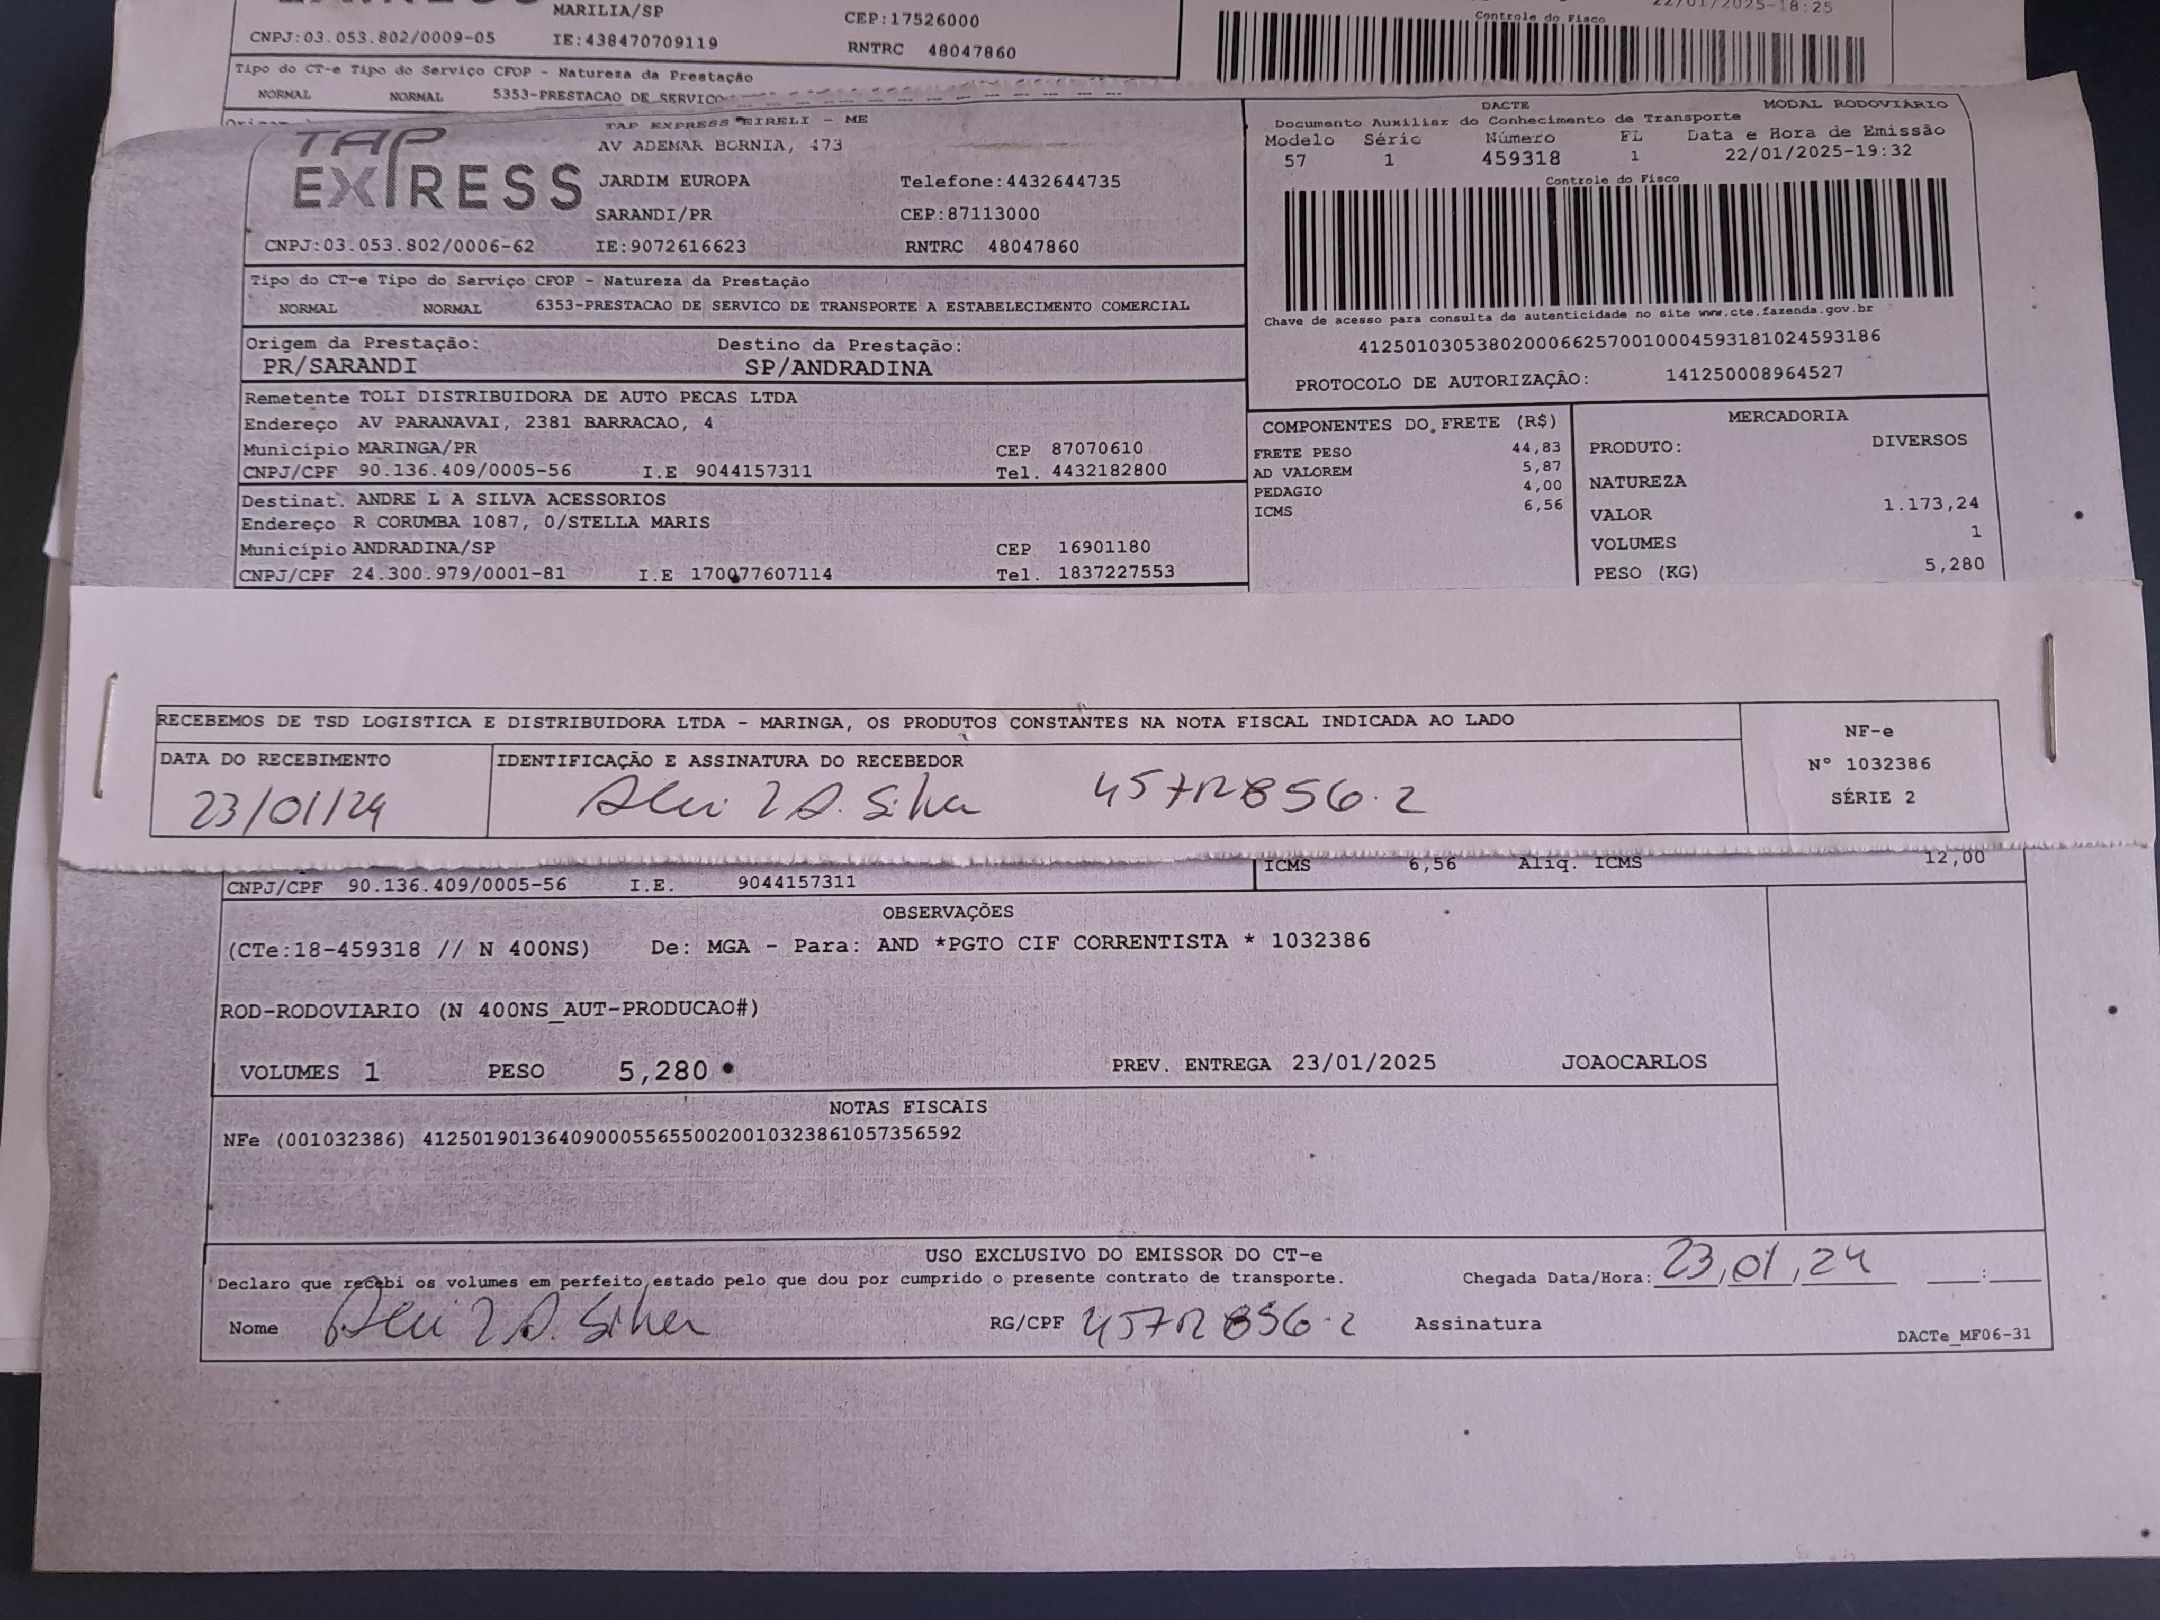 MARILIA/SP
CEP:17526000
22/01/2025-18:25
Controle do Fisco
CNPJ:03.053.802/0009-05 IE:438470709119 RNTRC 48047860
Tipo do CT-e Tipo do Serviço CFOP - Natureza da Prestação
NORMAL NORMAL 5353-PRESTACAO DE SERVICO
TAP EXPRESS
TAP EXPRESS EIRELI - ME
AV ADEMAR BORNIA, 473
JARDIM EUROPA Telefone:4432644735
SARANDI/PR CEP:87113000
CNPJ:03.053.802/0006-62 IE:9072616623 RNTRC 48047860
DACTE MODAL RODOVIÁRIO
Documento Auxiliar do Conhecimento de Transporte
Modelo Série Número FL Data e Hora de Emissão
57 1 459318 1 22/01/2025-19:32
Controle do Fisco
Chave de acesso para consulta de autenticidade no site www.cte.fazenda.gov.br
41250103053802000662570010004593181024593186
PROTOCOLO DE AUTORIZAÇÃO: 141250008964527
Tipo do CT-e Tipo do Serviço CFOP - Natureza da Prestação
NORMAL NORMAL 6353-PRESTACAO DE SERVICO DE TRANSPORTE A ESTABELECIMENTO COMERCIAL
Origem da Prestação: Destino da Prestação:
PR/SARANDI SP/ANDRADINA
Remetente TOLI DISTRIBUIDORA DE AUTO PECAS LTDA
Endereço AV PARANAVAI, 2381 BARRACAO, 4
Município MARINGA/PR CEP 87070610
CNPJ/CPF 90.136.409/0005-56 I.E 9044157311 Tel. 4432182800
Destinat. ANDRE L A SILVA ACESSORIOS
Endereço R CORUMBA 1087, 0/STELLA MARIS
Município ANDRADINA/SP CEP 16901180
CNPJ/CPF 24.300.979/0001-81 I.E 170077607114 Tel. 1837227553
COMPONENTES DO FRETE (R$)
FRETE PESO 44,83
AD VALOREM 5,87
PEDAGIO 4,00
ICMS 6,56
MERCADORIA
PRODUTO: DIVERSOS
NATUREZA
VALOR 1.173,24
VOLUMES 1
PESO (KG) 5,280
RECEBEMOS DE TSD LOGISTICA E DISTRIBUIDORA LTDA - MARINGA, OS PRODUTOS CONSTANTES NA NOTA FISCAL INDICADA AO LADO
DATA DO RECEBIMENTO IDENTIFICAÇÃO E ASSINATURA DO RECEBEDOR
23/01/24
NF-e
Nº 1032386
SÉRIE 2
ICMS 6,56 Aliq. ICMS 12,00
CNPJ/CPF 90.136.409/0005-56 I.E. 9044157311
OBSERVAÇÕES
(CTe:18-459318 // N 400NS) De: MGA - Para: AND *PGTO CIF CORRENTISTA * 1032386
ROD-RODOVIARIO (N 400NS_AUT-PRODUCAO#)
VOLUMES 1 PESO 5,280 PREV. ENTREGA 23/01/2025 JOAOCARLOS
NOTAS FISCAIS
NFe (001032386) 41250190136409000556550020010323861057356592
USO EXCLUSIVO DO EMISSOR DO CT-e
Declaro que recebi os volumes em perfeito estado pelo que dou por cumprido o presente contrato de transporte. Chegada Data/Hora: 23/01/24 __:__
Nome RG/CPF Assinatura
DACTe_MF06-31